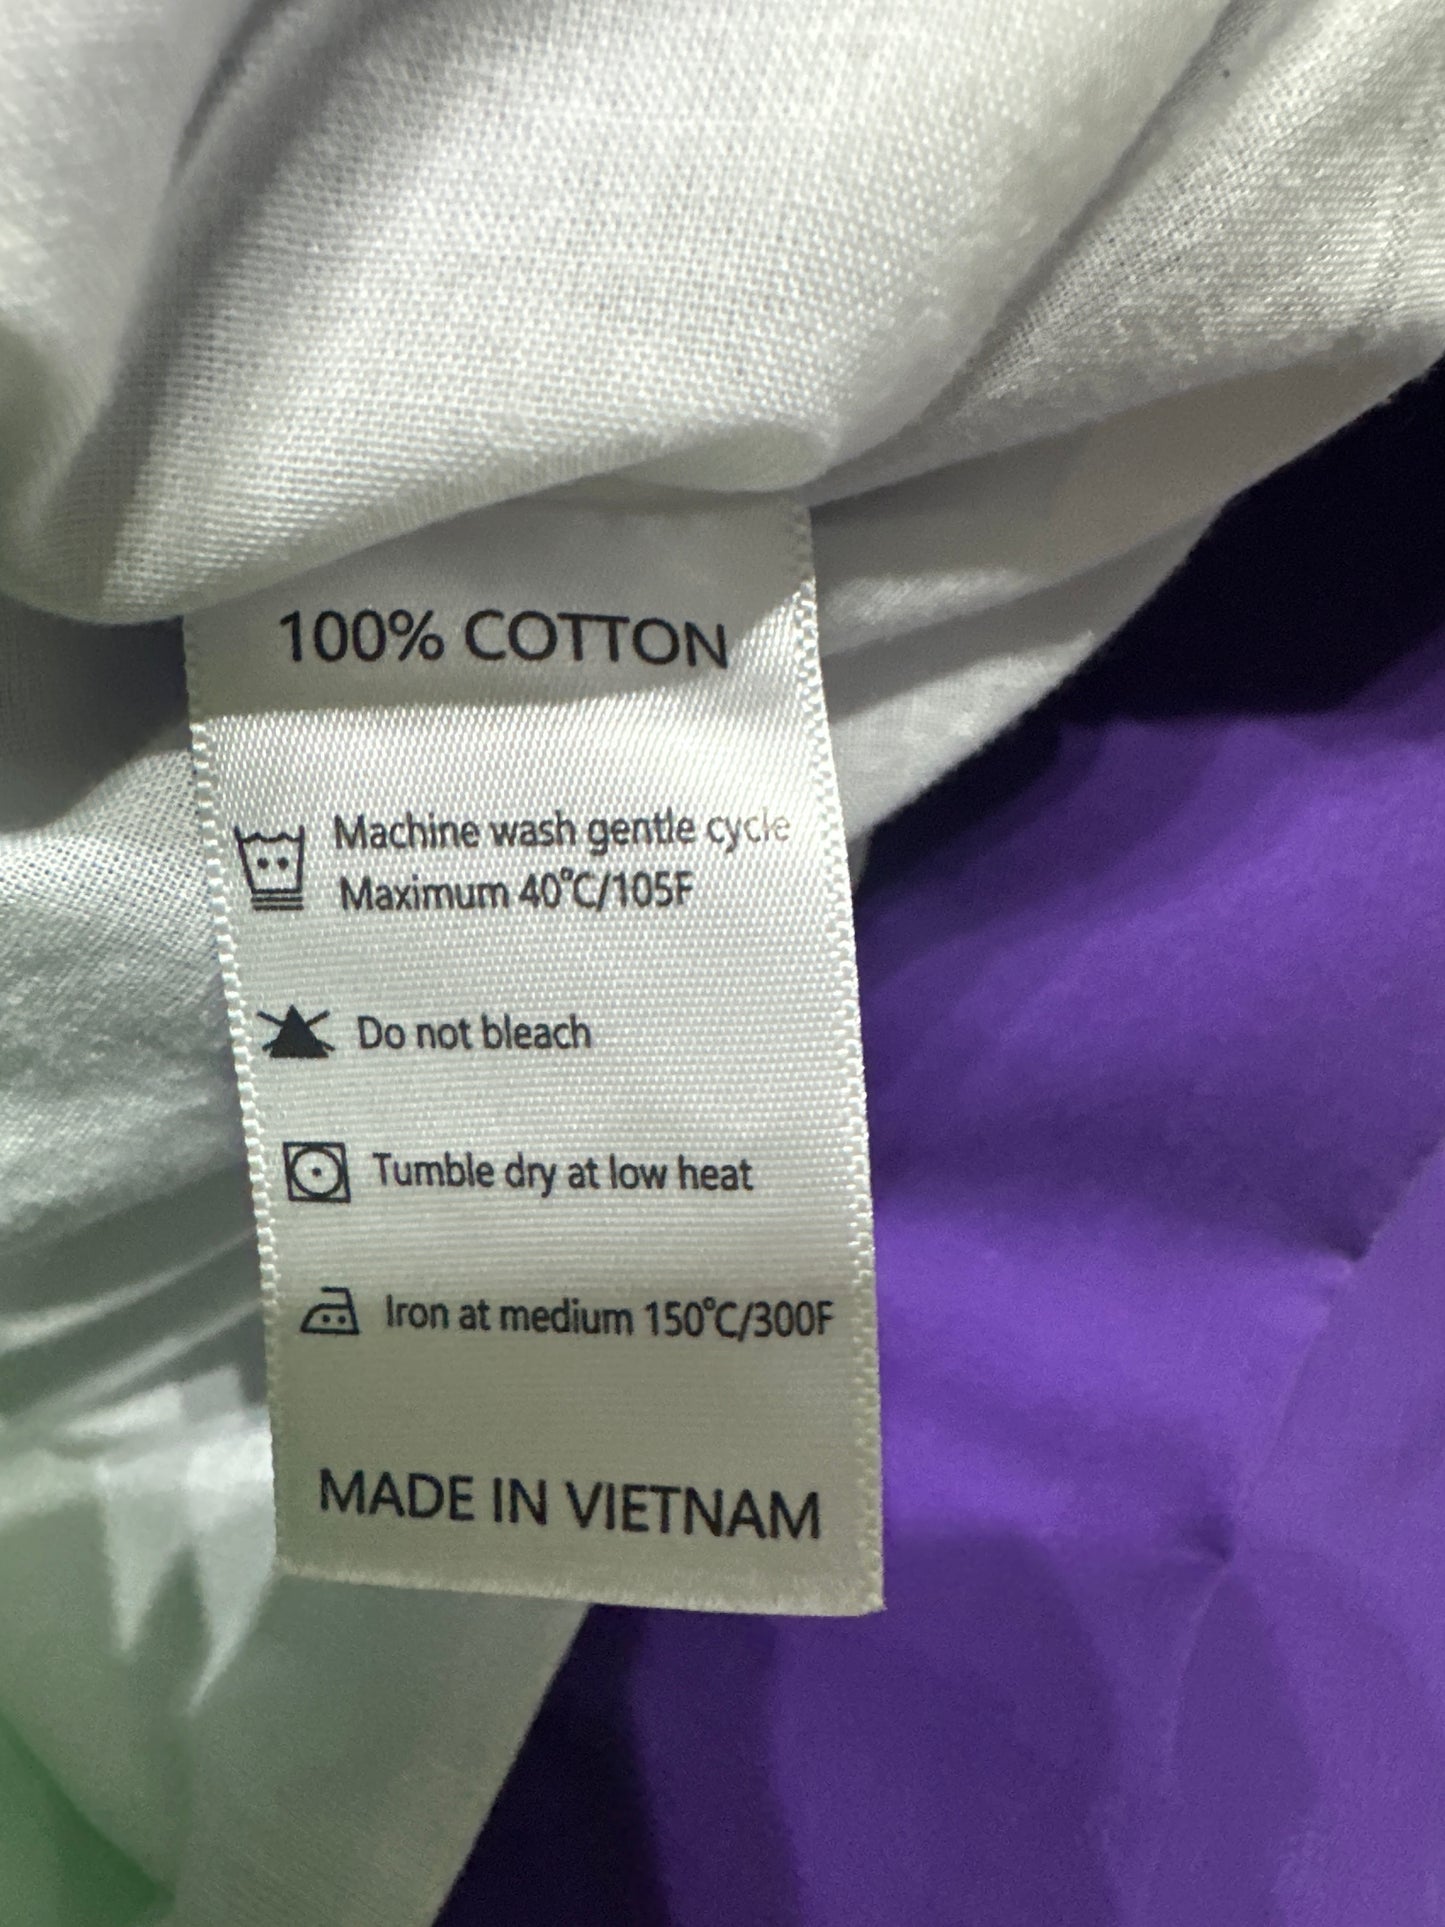 100% COTTON
Machine wash gentle cycle
Maximum 40°C/105F
Do not bleach
Tumble dry at low heat
Iron at medium 150°C/300F
MADE IN VIETNAM